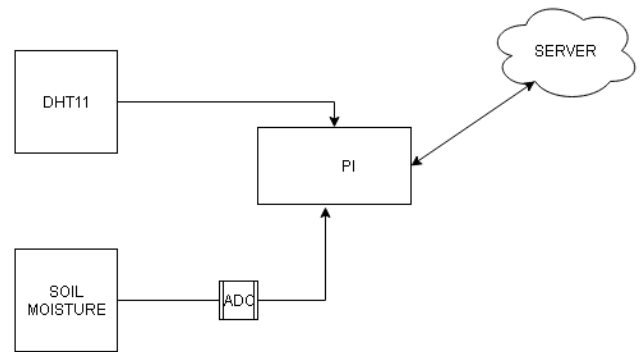 SERVER
DHT11
PI
SOIL
MOISTURE
ADC